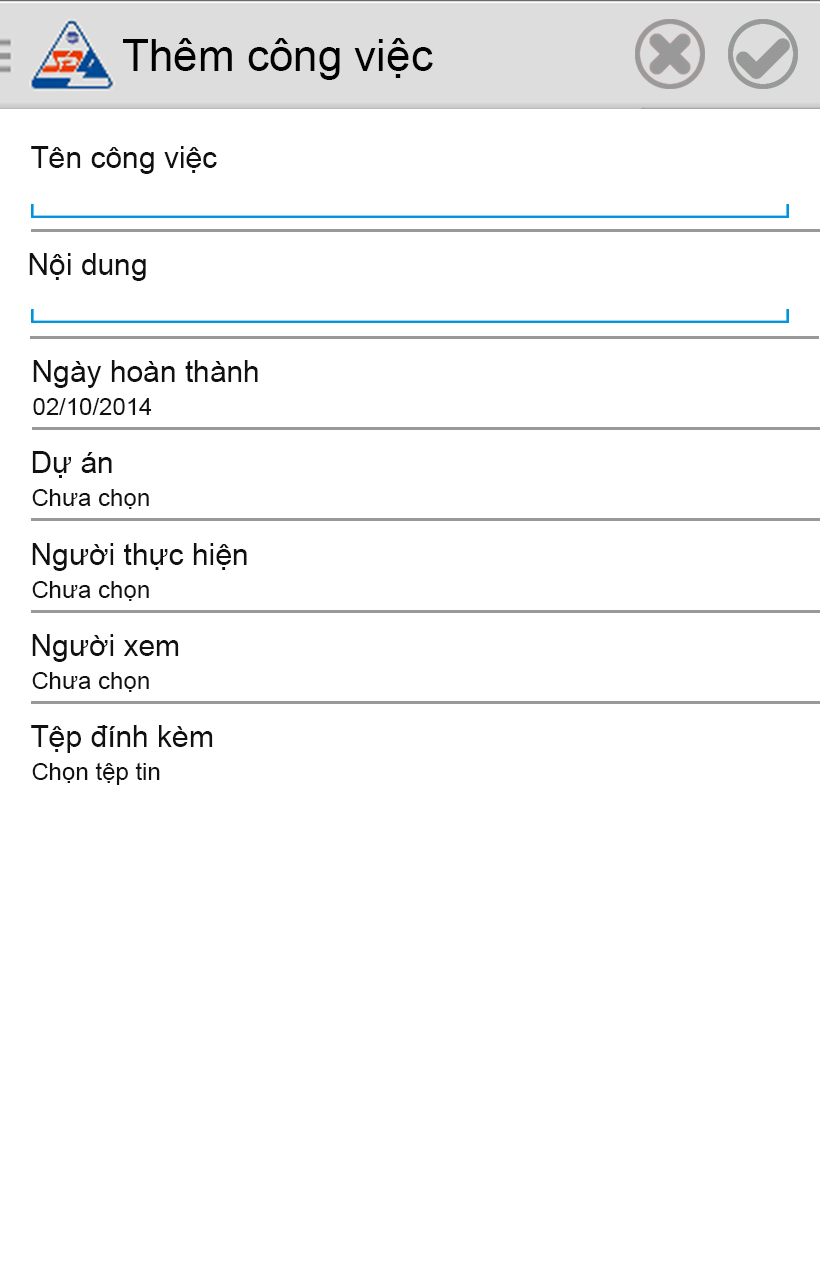 Thêm công việc
Tên công việc
Nội dung
Ngày hoàn thành
02/10/2014
Dự án
Chưa chọn
Người thực hiện
Chưa chọn
Người xem
Chưa chọn
Tệp đính kèm
Chọn tệp tin